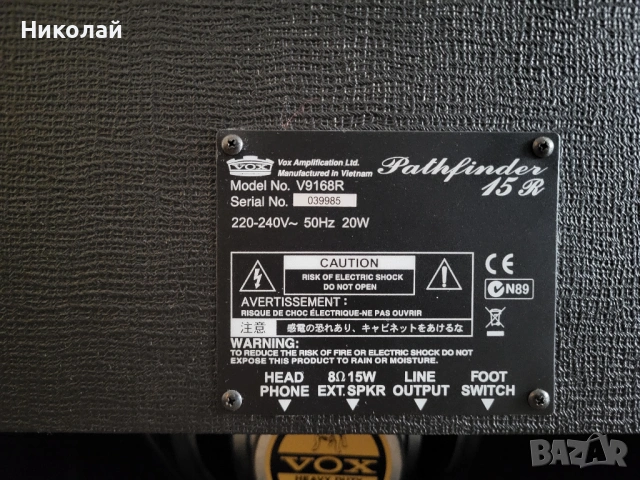 Николай
VOX
Vox Amplification Ltd.
Manufactured in Vietnam
Pathfinder
15 R
Model No. V9168R
Serial No. 039985
220-240V~ 50Hz 20W
CAUTION
RISK OF ELECTRIC SHOCK
DO NOT OPEN
AVERTISSEMENT :
RISQUE DE CHOC ÉLECTRIQUE-NE PAS OUVRIR
注意 感電の恐れあり、キャビネットをあけるな
CE
N89
WARNING:
TO REDUCE THE RISK OF FIRE OR ELECTRIC SHOCK DO NOT
EXPOSE THIS PRODUCT TO RAIN OR MOISTURE.
HEAD PHONE
8Ω15W EXT.SPKR
LINE OUTPUT
FOOT SWITCH
VOX
HEAVY DUTY
BAZAR